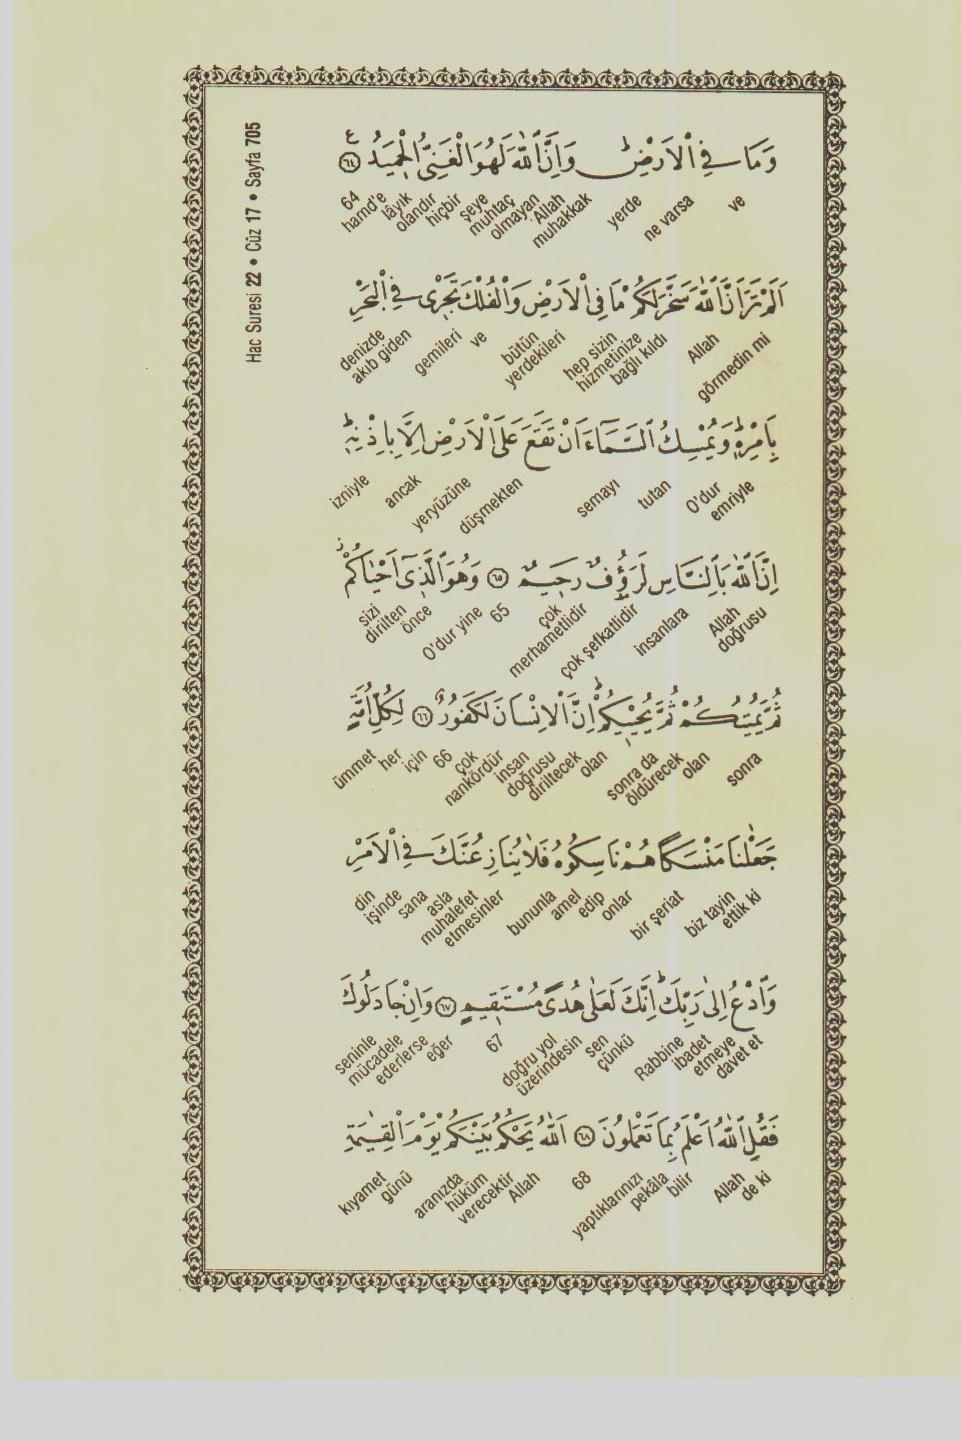 Hac Suresi 22 • Cüz 17 • Sayfa 705
وَمَا فِي الْاَرْضِۜ وَاِنَّ اللّٰهَ لَهُوَ الْغَنِيُّ الْحَمِيدُ ﴿٦٤﴾
ve ne varsa yerde muhakkak Allah olmayan muhtaç şeye hiçbir olandır lâyık hamd'e 64
اَلَمْ تَرَ اَنَّ اللّٰهَ سَخَّرَ لَكُمْ مَا فِي الْاَرْضِ وَالْفُلْكَ تَجْرِي فِي الْبَحْرِ
görmedin mi Allah bağlı kıldı hizmetinize hep sizin yerdekileri bütün ve gemileri akıb giden denizde
بِاَمْرِهِۜ وَيُمْسِكُ السَّمَاءَ اَنْ تَقَعَ عَلَى الْاَرْضِ اِلَّا بِاِذْنِهِۜ
emriyle O'dur tutan semayı düşmekten yeryüzüne ancak izniyle
اِنَّ اللّٰهَ بِالنَّاسِ لَرَؤُفٌ رَحِيمٌ ﴿٦٥﴾ وَهُوَ الَّذِي اَحْيَاكُمْ
doğrusu Allah insanlara çok şefkatlidir merhametlidir çok 65 O'dur yine önce dirilten sizi
ثُمَّ يُمِيتُكُمْ ثُمَّ يُحْيِيكُمْۜ اِنَّ الْاِنْسَانَ لَكَفُورٌ ﴿٦٦﴾ لِكُلِّ اُمَّةٍ
sonra olan öldürecek sonra da olan diriltecek doğrusu insan nankördür çok 66 için her ümmet
جَعَلْنَا مَنْسَكًا هُمْ نَاسِكُوهُ فَلَا يُنَازِعُنَّكَ فِي الْاَمْرِ
ettik ki biz tayin bir şeriat onlar edip amel bununla etmesinler muhalefet asla sana işinde din
وَادْعُ اِلٰى رَبِّكَۜ اِنَّكَ لَعَلٰى هُدًى مُسْتَقِيمٍ ﴿٦٧﴾ وَاِنْ جَادَلُوكَ
davet et etmeye ibadet Rabbine çünkü sen üzerindesin doğru yol 67 eğer ederlerse mücadele seninle
فَقُلِ اللّٰهُ اَعْلَمُ بِمَا تَعْمَلُونَ ﴿٦٨﴾ اَللّٰهُ يَحْكُمُ بَيْنَكُمْ يَوْمَ الْقِيٰمَةِ
de ki Allah bilir pekâla yaptıklarınızı 68 Allah verecektir hüküm aranızda günü kıyamet